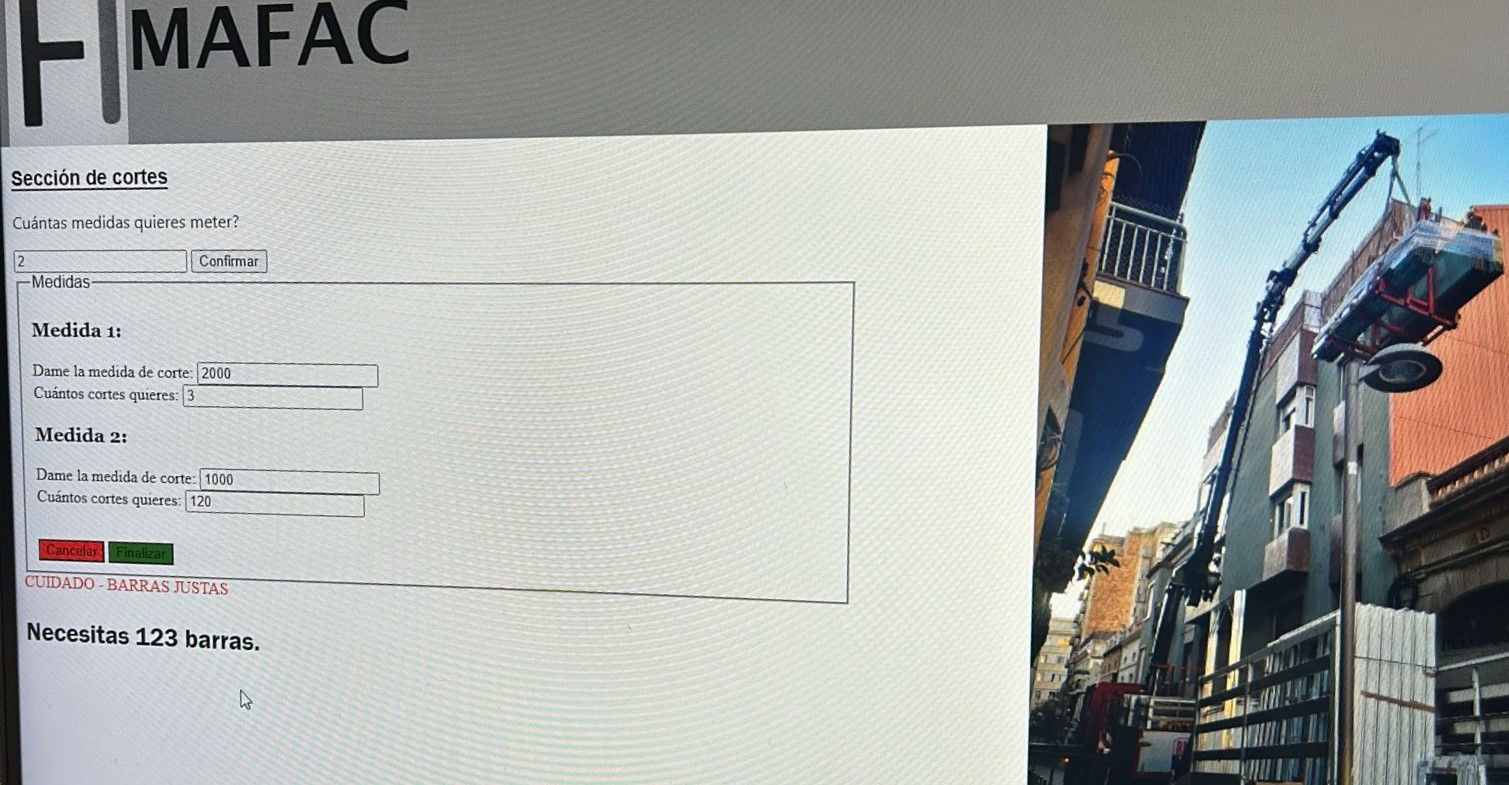 MAFAC
Sección de cortes
Cuántas medidas quieres meter?
2 Confirmar
Medidas
Medida 1:
Dame la medida de corte: 2000
Cuántos cortes quieres: 3
Medida 2:
Dame la medida de corte: 1000
Cuántos cortes quieres: 120
Cancelar Finalizar
CUIDADO - BARRAS JUSTAS
Necesitas 123 barras.